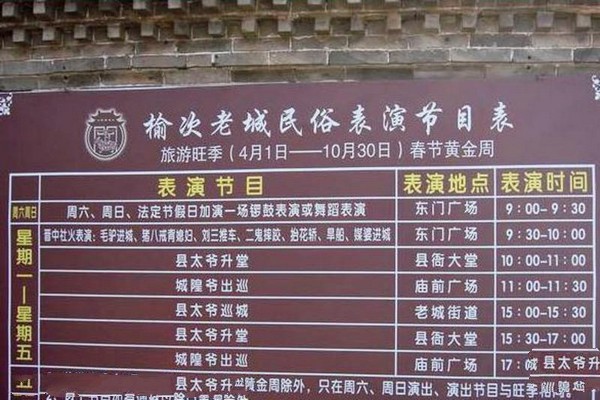 榆次老城民俗表演节目表
旅游旺季（4月1日——10月30日）春节黄金周
表演节目 表演地点 表演时间
周六周日 周六、周日、法定节假日加演一场锣鼓表演或舞蹈表演 东门广场 9:00-9:30
星期一—星期五
晋中社火表演：毛驴进城、猪八戒背媳妇、刘三推车、二鬼摔跤、抬花轿、旱船、媒婆进城 东门广场 9:30-10:00
县太爷升堂 县衙大堂 10:00-11:00
城隍爷出巡 庙前广场 11:00-11:30
县太爷巡城 老城街道 15:00-15:30
县太爷升堂 县衙大堂 15:30-17:00
城隍爷出巡 庙前广场 17:0
县太爷升
县太爷升
黄金周除外，只在周六、周日演出、演出节目与旺季